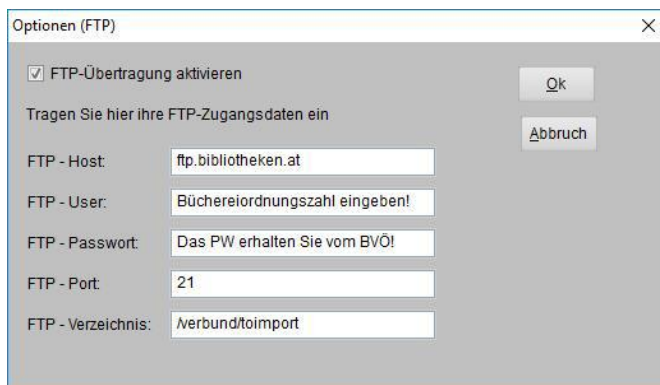 Optionen (FTP)
FTP-Übertragung aktivieren
Ok
Tragen Sie hier ihre FTP-Zugangsdaten ein
Abbruch
FTP - Host: ftp.bibliotheken.at
FTP - User: Büchereiordnungszahl eingeben!
FTP - Passwort: Das PW erhalten Sie vom BVÖ!
FTP - Port: 21
FTP - Verzeichnis: /verbund/toimport